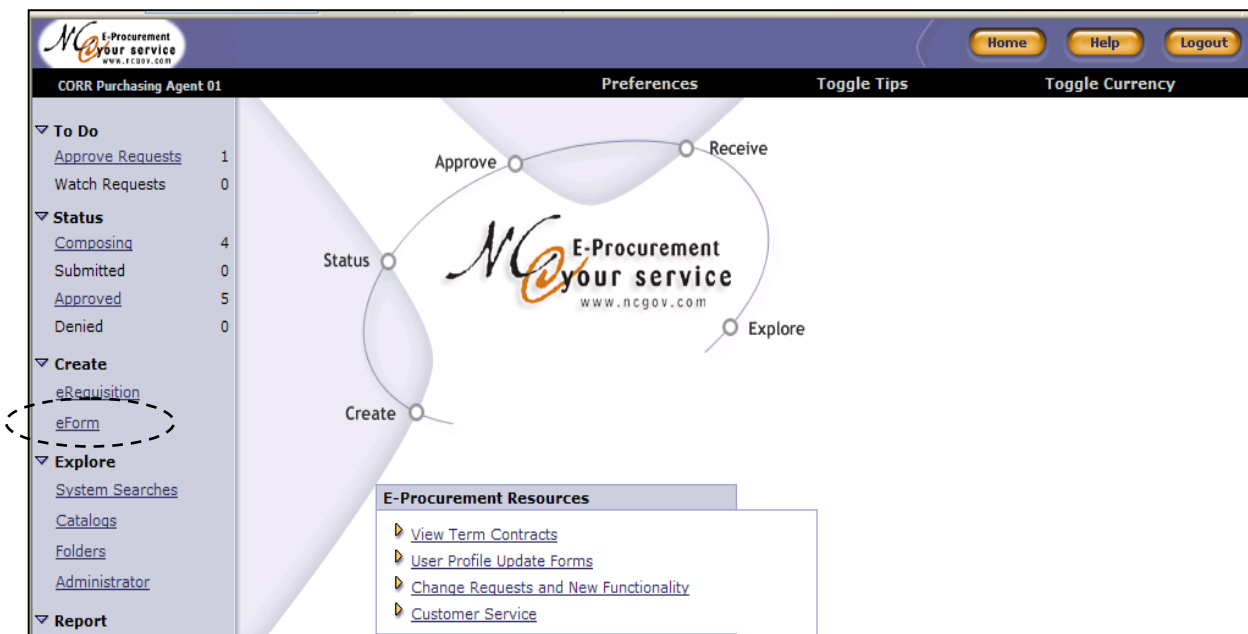 NC@ E-Procurement
your service
www.ncgov.com
Home Help Logout
CORR Purchasing Agent 01 Preferences Toggle Tips Toggle Currency
To Do
Approve Requests 1
Watch Requests 0
Status
Composing 4
Submitted 0
Approved 5
Denied 0
Create
eRequisition
eForm
Explore
System Searches
Catalogs
Folders
Administrator
Report
Approve
Receive
Status
NC@ E-Procurement
your service
www.ncgov.com
Explore
Create
E-Procurement Resources
View Term Contracts
User Profile Update Forms
Change Requests and New Functionality
Customer Service